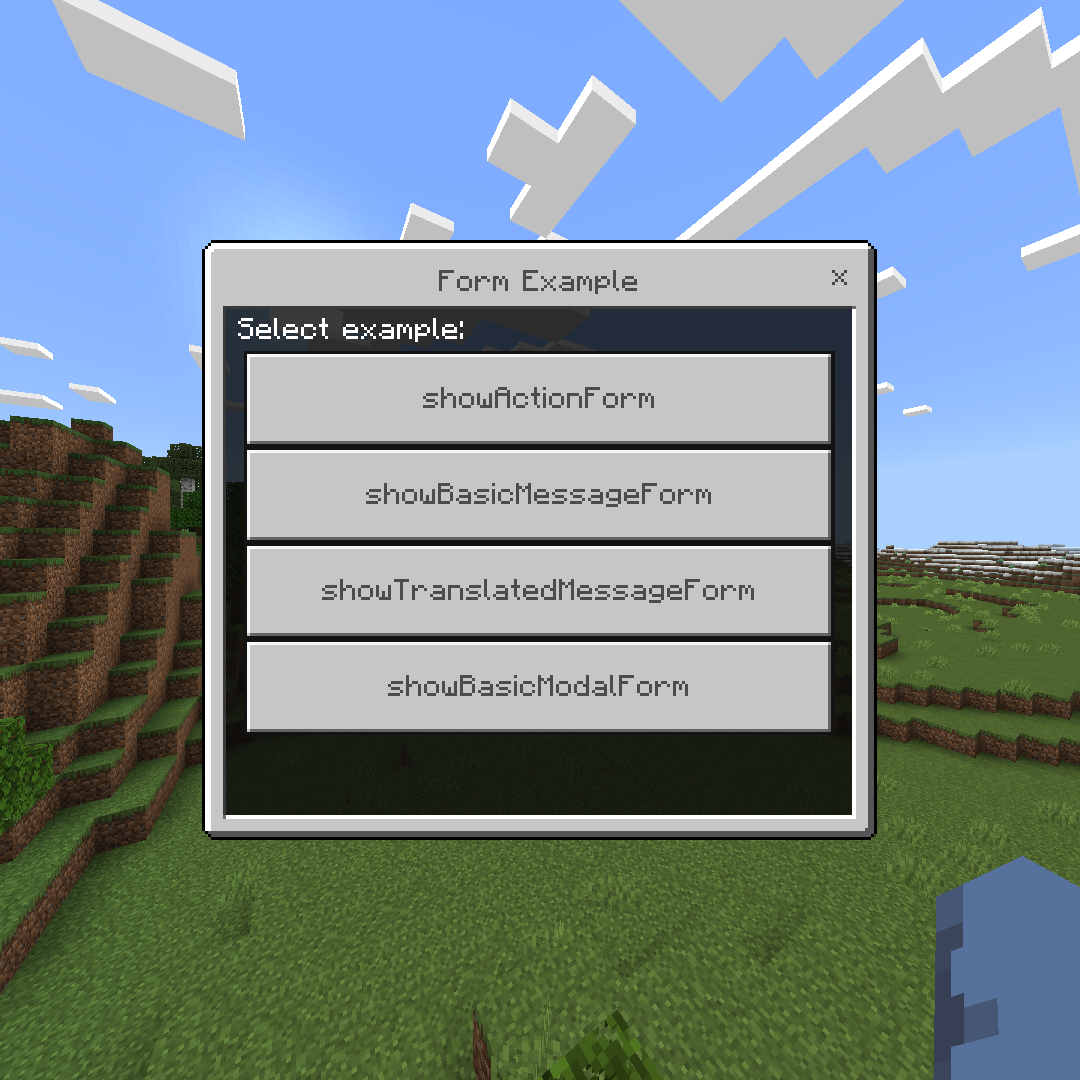 Form Example
Select example:
showActionForm
showBasicMessageForm
showTranslatedMessageForm
showBasicModalForm